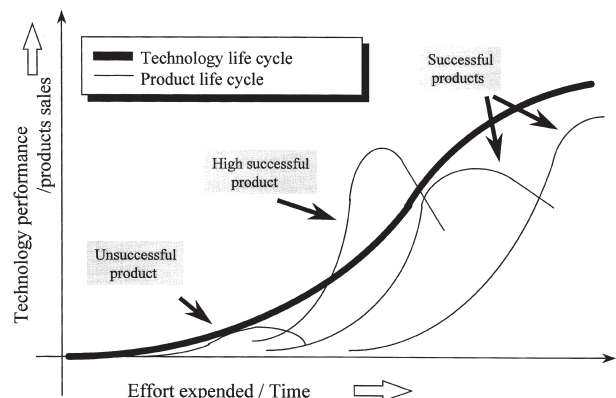 Technology life cycle
Product life cycle
Successful
products
High successful
product
Unsuccessful
product
Technology performance
/products sales
Effort expended / Time